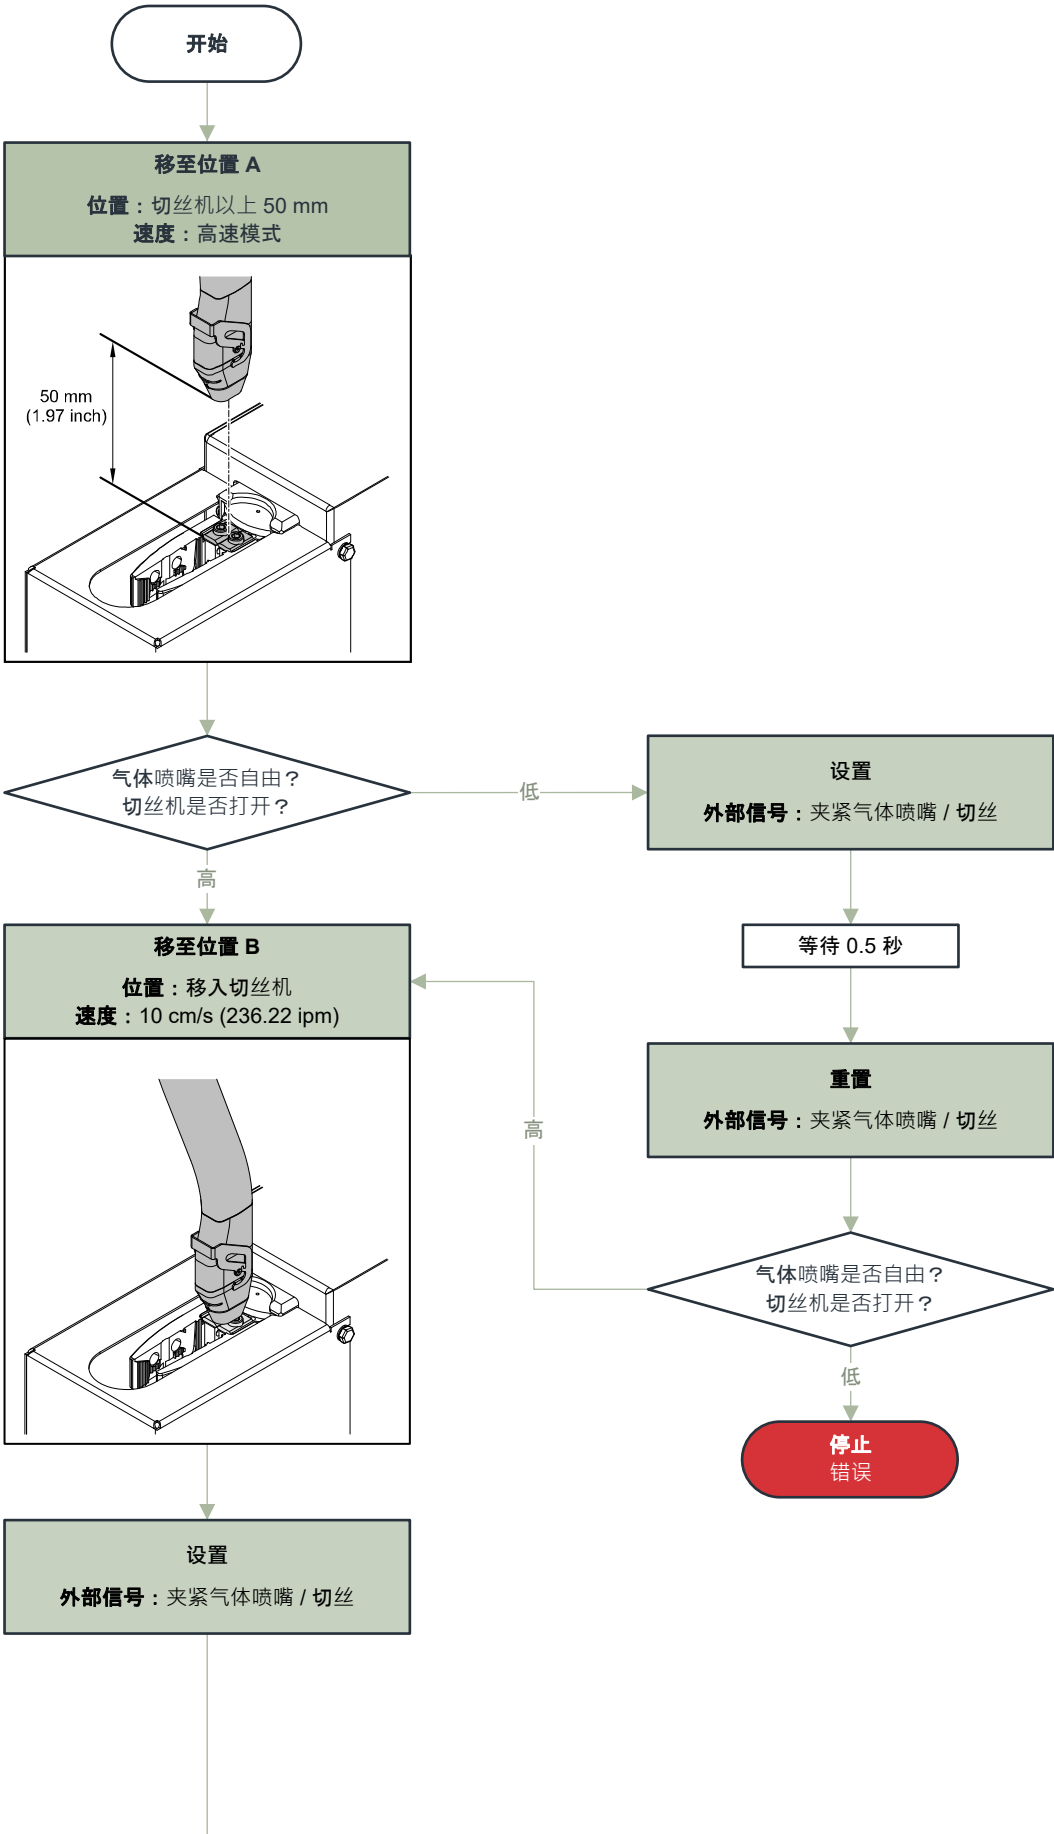 开始
移至位置 A
位置：切丝机以上 50 mm
速度：高速模式
50 mm
(1.97 inch)
气体喷嘴是否自由？
切丝机是否打开？
低
设置
外部信号：夹紧气体喷嘴 / 切丝
高
等待 0.5 秒
移至位置 B
位置：移入切丝机
速度：10 cm/s (236.22 ipm)
重置
外部信号：夹紧气体喷嘴 / 切丝
高
气体喷嘴是否自由？
切丝机是否打开？
低
停止
错误
设置
外部信号：夹紧气体喷嘴 / 切丝